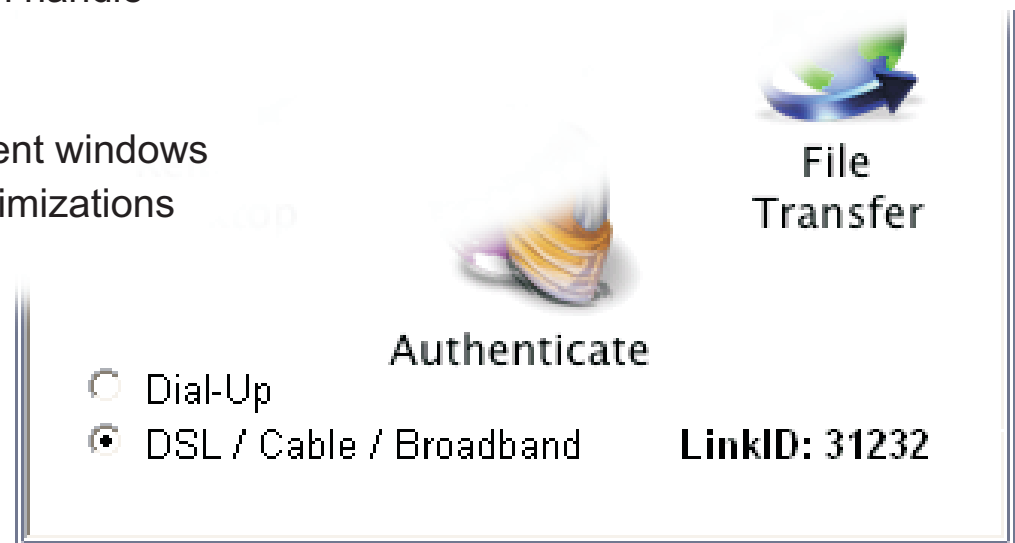 ent windows
imizations
File
Transfer
Authenticate
Dial-Up
DSL / Cable / Broadband
LinkID: 31232